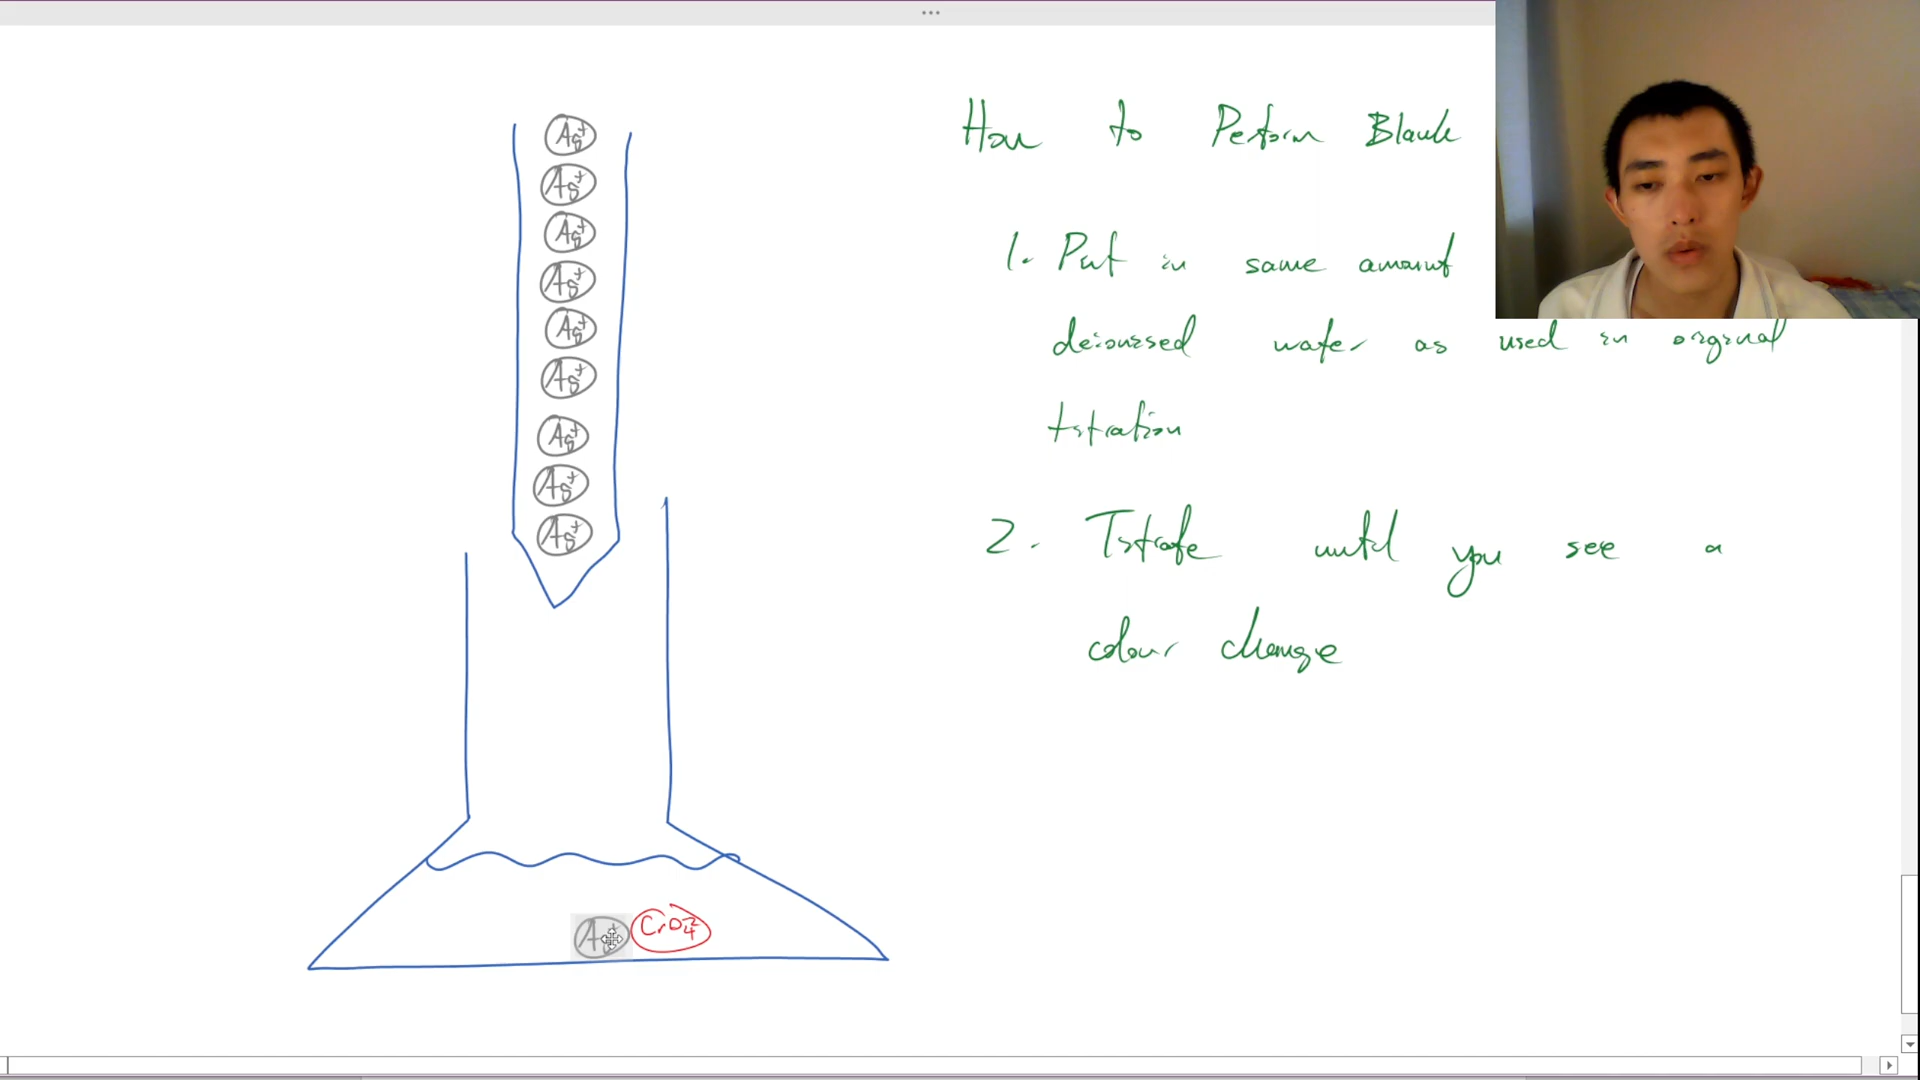 Ag+
Ag+
Ag+
Ag+
Ag+
Ag+
Ag+
Ag+
Ag+
Ag+ CrO4 2-
How to Perform Blank
1. Put in same amount
deionised water as used in original
titration
2. Titrate until you see a
colour change